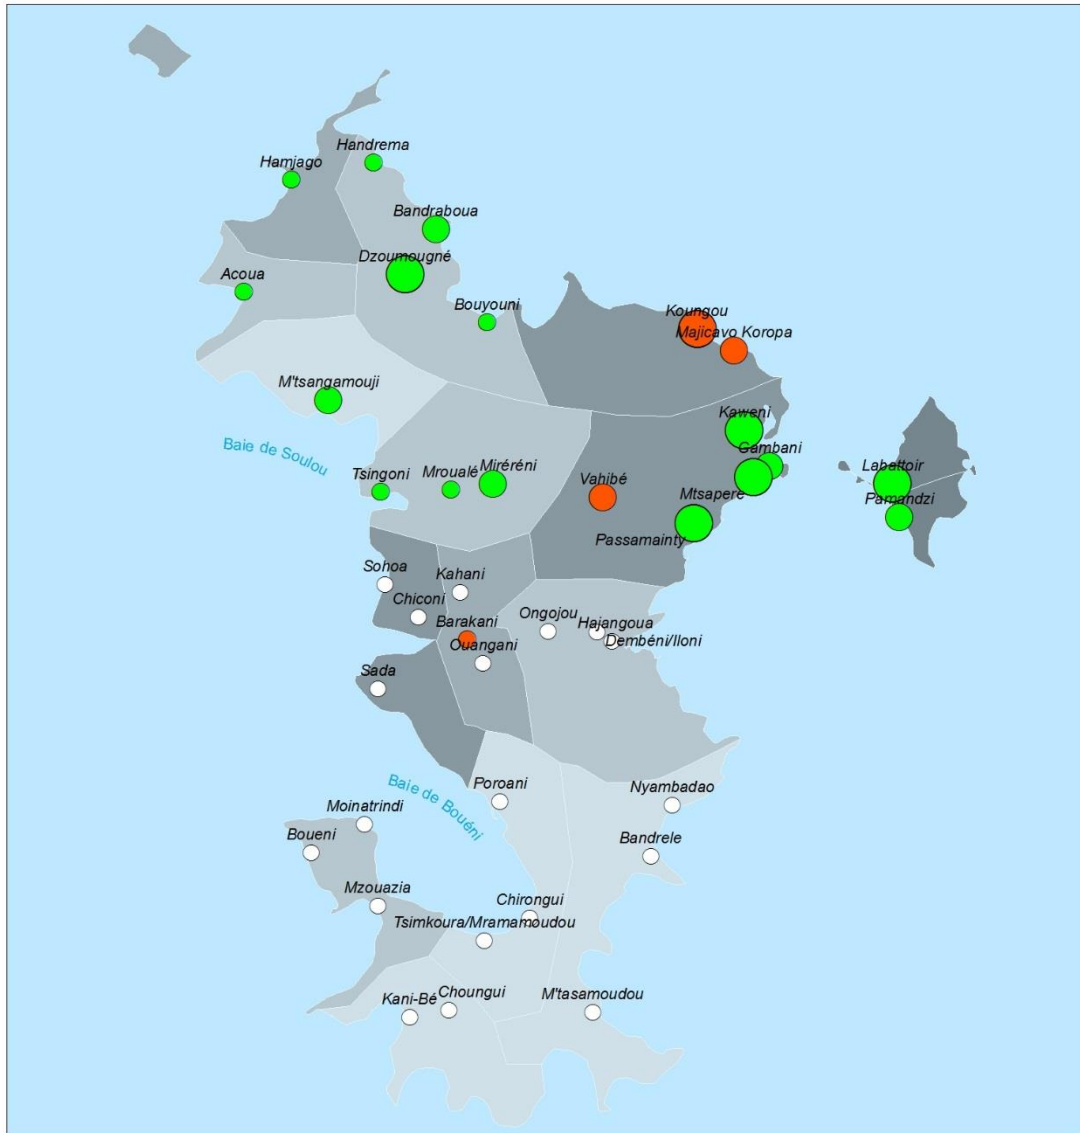 Handrema
Hamjago
Bandraboua
Dzoumougné
Acoua
Bouyouni
Koungou
Majicavo Koropa
M'tsangamouji
Kaweni
Baie de Soulou
Gambani
Tsingoni
Mroualé
Miréréni
Vahibé
Labattoir
Mtsapere
Pamandzi
Passamainty
Sohoa
Kahani
Chiconi
Barakani
Ongojou
Hajangoua
Ouangani
Dembéni/Iloni
Sada
Baie de Bouéni
Poroani
Nyambadao
Moinatrindi
Boueni
Bandrele
Mzouazia
Chirongui
Tsimkoura/Mramamoudou
Kani-Bé
Choungui
M'tasamoudou